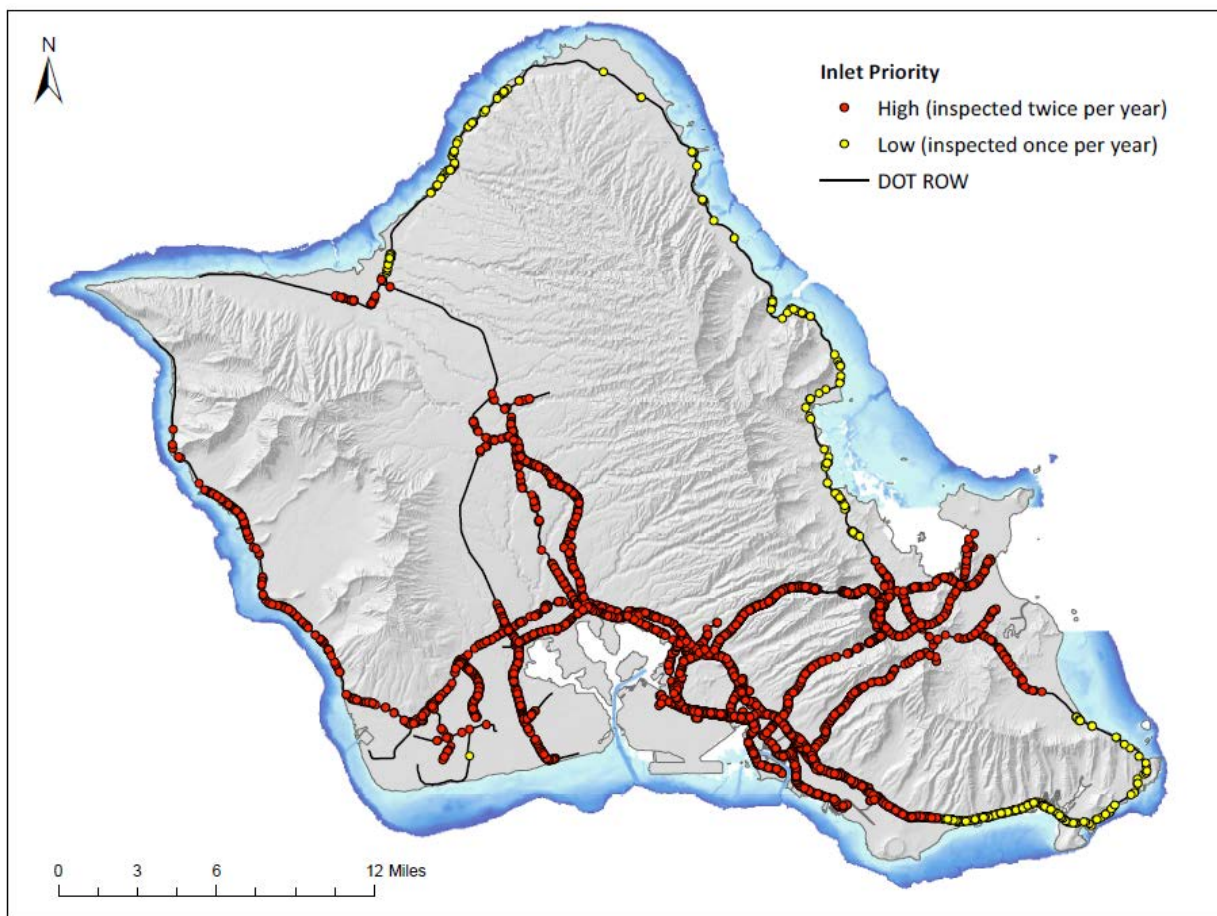 N
Inlet Priority
High (inspected twice per year)
Low (inspected once per year)
DOT ROW
0 3 6 12 Miles